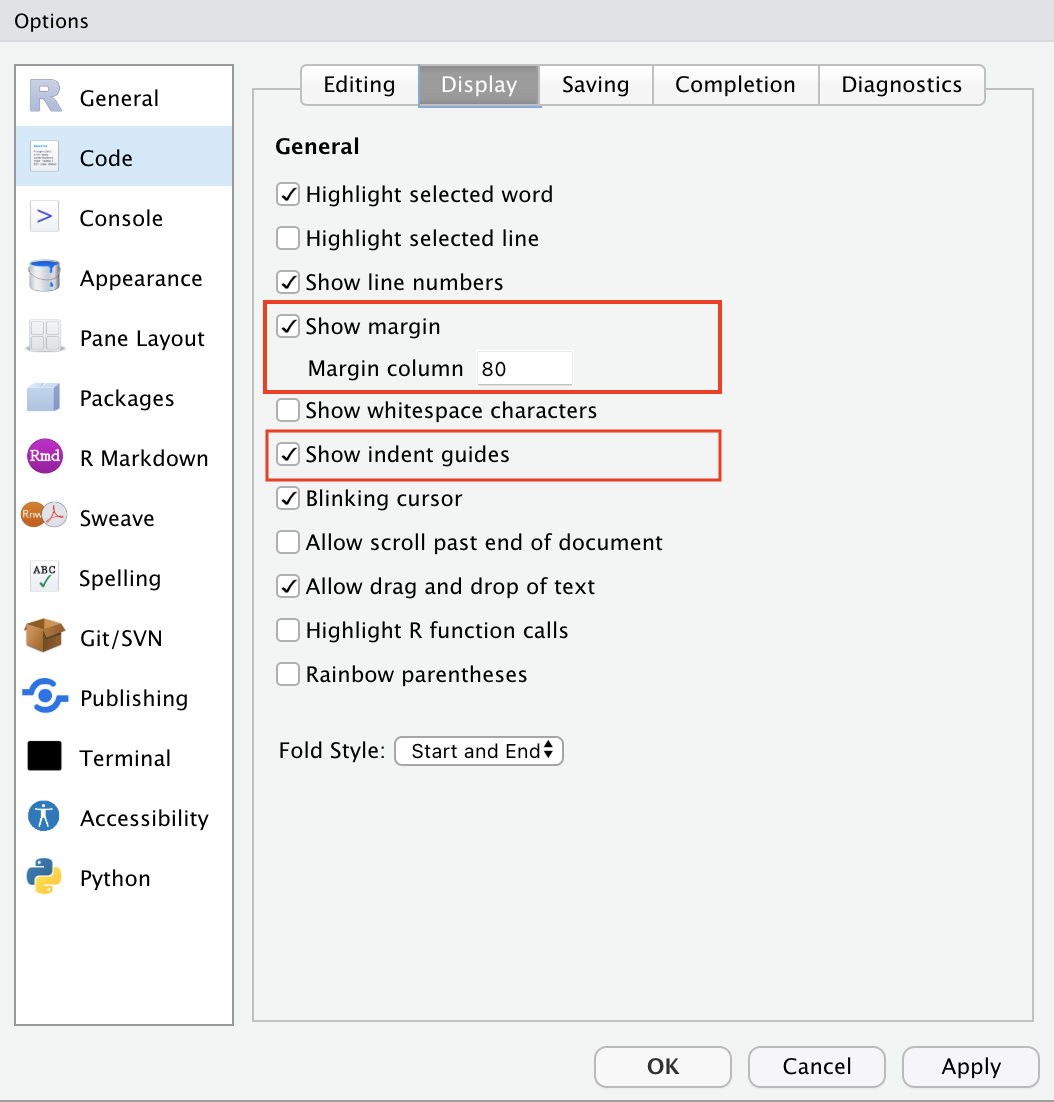 Options
General
Code
Console
Appearance
Pane Layout
Packages
Rmd R Markdown
Rnw Sweave
ABC Spelling
Git/SVN
Publishing
Terminal
Accessibility
Python
Editing Display Saving Completion Diagnostics
General
Highlight selected word
Highlight selected line
Show line numbers
Show margin
Margin column 80
Show whitespace characters
Show indent guides
Blinking cursor
Allow scroll past end of document
Allow drag and drop of text
Highlight R function calls
Rainbow parentheses
Fold Style: Start and End
OK Cancel Apply